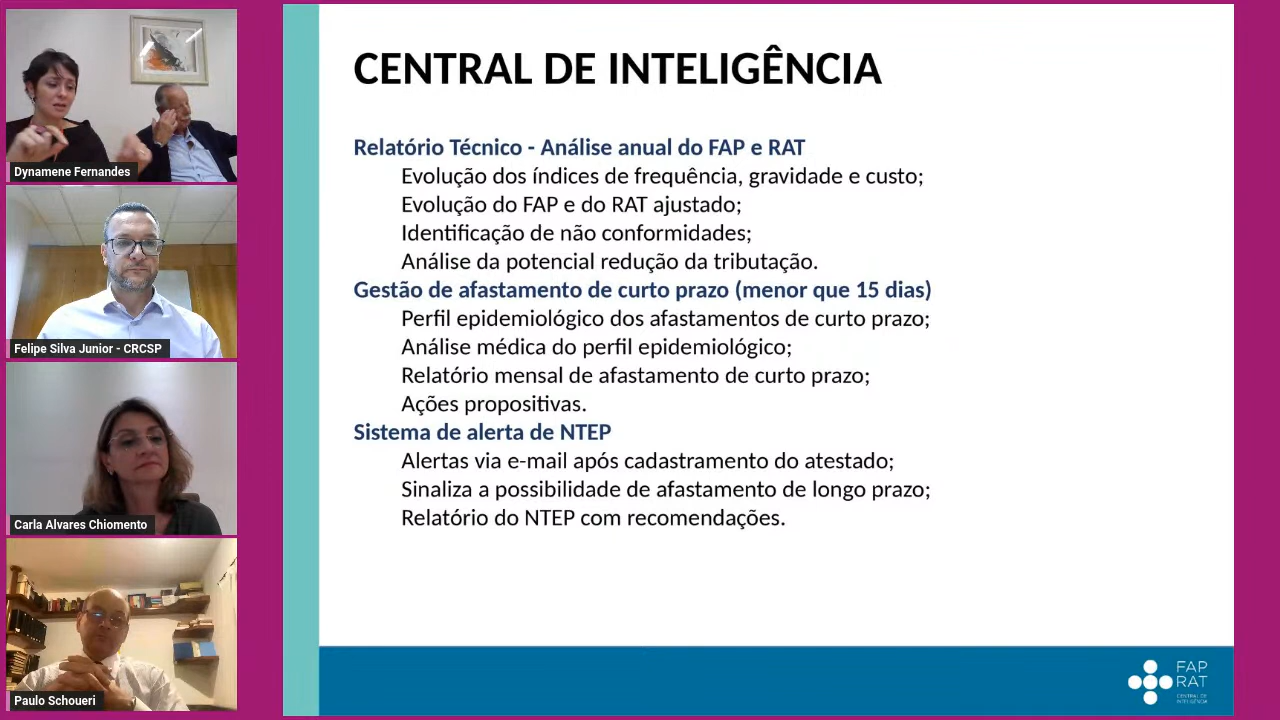 Dynamene Fernandes
Felipe Silva Junior - CRCSP
Carla Alvares Chiomento
Paulo Schoueri
CENTRAL DE INTELIGÊNCIA
Relatório Técnico - Análise anual do FAP e RAT
Evolução dos índices de frequência, gravidade e custo;
Evolução do FAP e do RAT ajustado;
Identificação de não conformidades;
Análise da potencial redução da tributação.
Gestão de afastamento de curto prazo (menor que 15 dias)
Perfil epidemiológico dos afastamentos de curto prazo;
Análise médica do perfil epidemiológico;
Relatório mensal de afastamento de curto prazo;
Ações propositivas.
Sistema de alerta de NTEP
Alertas via e-mail após cadastramento do atestado;
Sinaliza a possibilidade de afastamento de longo prazo;
Relatório do NTEP com recomendações.
FAP
RAT
CENTRAL DE
INTELIGÊNCIA